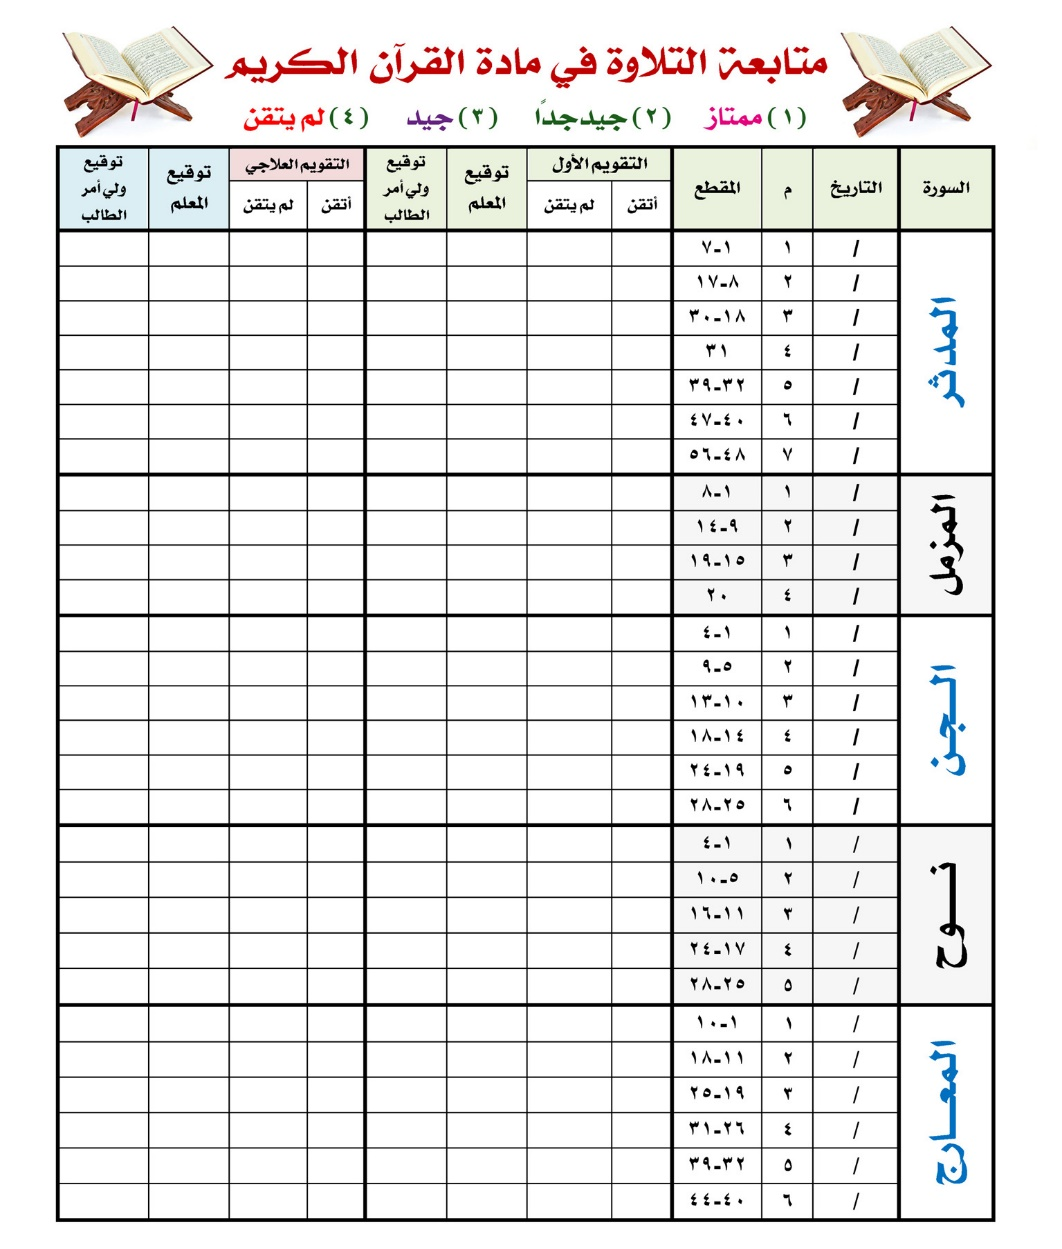 متابعة التلاوة في مادة القرآن الكريم
(١) ممتاز (٢) جيد جداً (٣) جيد (٤) لم يتقن
السورة التاريخ م المقطع التقويم الأول توقيع المعلم توقيع ولي أمر الطالب التقويم العلاجي توقيع المعلم توقيع ولي أمر الطالب
أتقن لم يتقن أتقن لم يتقن
المدثر
/ ١ ١-٧
/ ٢ ٨-١٧
/ ٣ ١٨-٣٠
/ ٤ ٣١
/ ٥ ٣٢-٣٩
/ ٦ ٤٠-٤٧
/ ٧ ٤٨-٥٦
المزمل
/ ١ ١-٨
/ ٢ ٩-١٤
/ ٣ ١٥-١٩
/ ٤ ٢٠
الجن
/ ١ ١-٤
/ ٢ ٥-٩
/ ٣ ١٠-١٣
/ ٤ ١٤-١٨
/ ٥ ١٩-٢٤
/ ٦ ٢٥-٢٨
نوح
/ ١ ١-٤
/ ٢ ٥-١٠
/ ٣ ١١-١٦
/ ٤ ١٧-٢٤
/ ٥ ٢٥-٢٨
المعارج
/ ١ ١-١٠
/ ٢ ١١-١٨
/ ٣ ١٩-٢٥
/ ٤ ٢٦-٣١
/ ٥ ٣٢-٣٩
/ ٦ ٤٠-٤٤